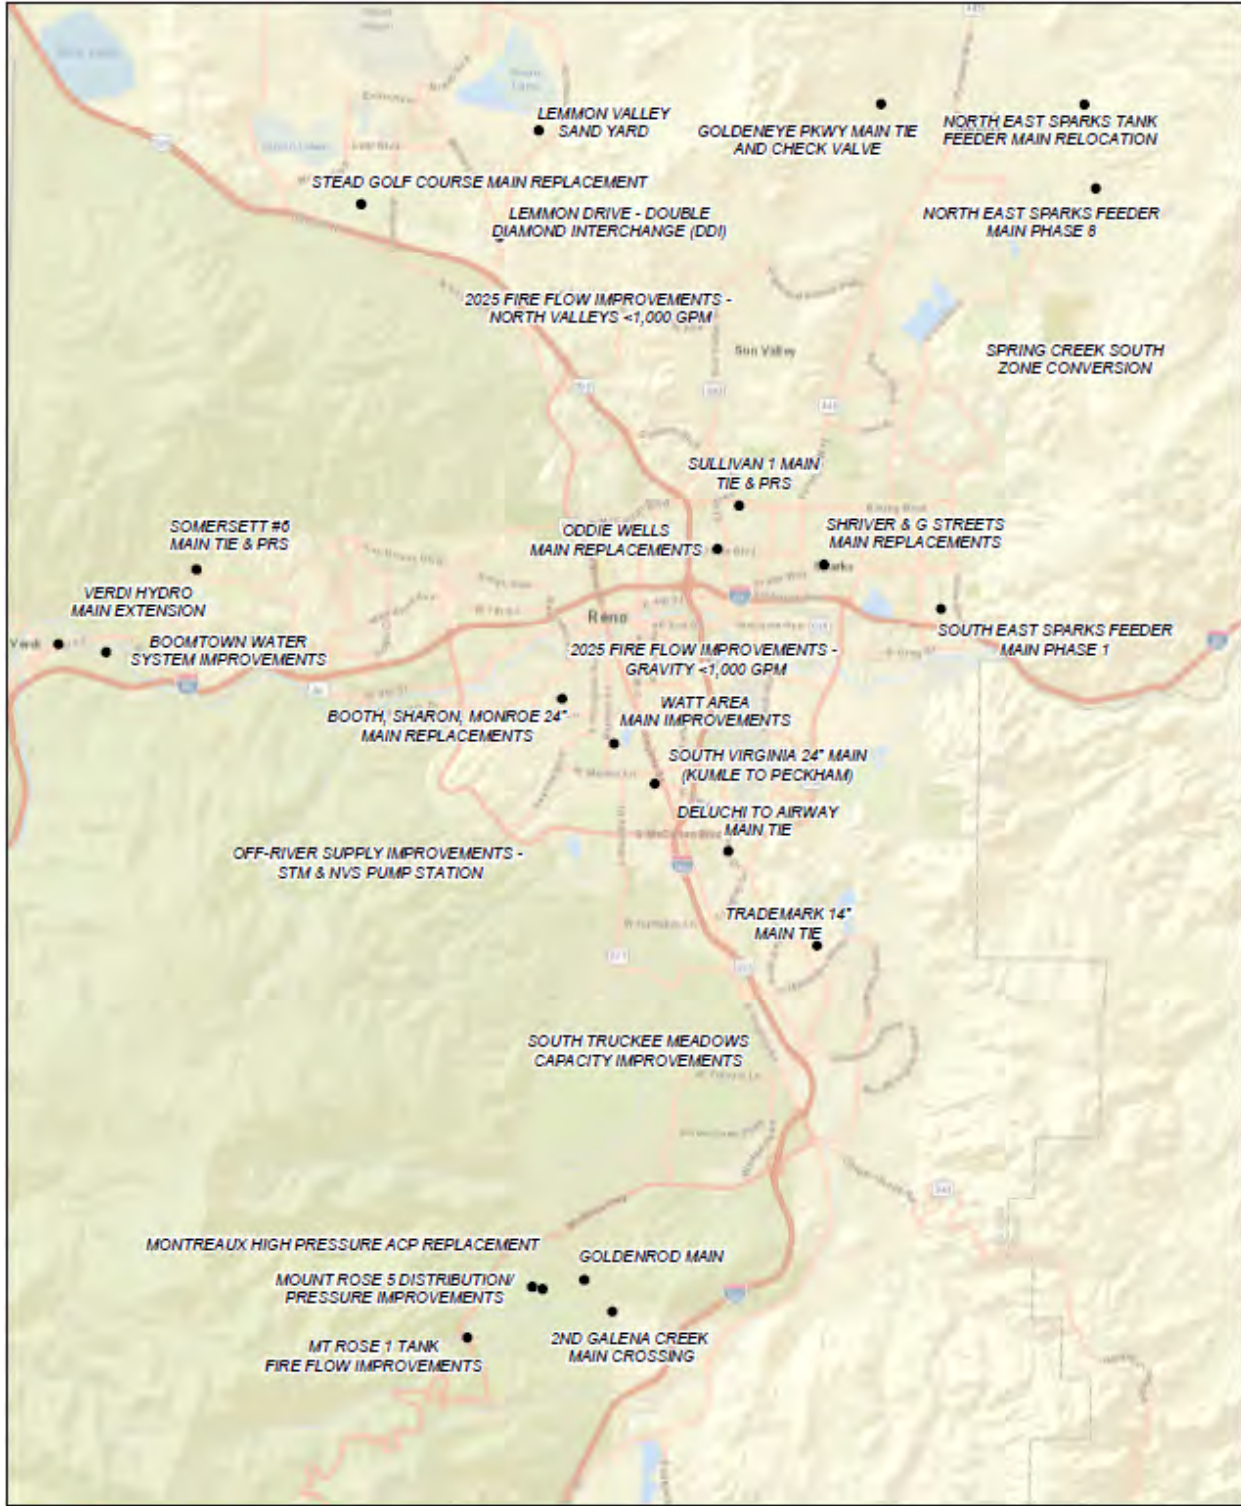 LEMMON VALLEY
SAND YARD
GOLDENEYE PKWY MAIN TIE
AND CHECK VALVE
NORTH EAST SPARKS TANK
FEEDER MAIN RELOCATION
STEAD GOLF COURSE MAIN REPLACEMENT
LEMMON DRIVE - DOUBLE
DIAMOND INTERCHANGE (DDI)
NORTH EAST SPARKS FEEDER
MAIN PHASE 8
2025 FIRE FLOW IMPROVEMENTS -
NORTH VALLEYS <1,000 GPM
Sun Valley
SPRING CREEK SOUTH
ZONE CONVERSION
SULLIVAN 1 MAIN
TIE & PRS
SOMERSETT #6
MAIN TIE & PRS
ODDIE WELLS
MAIN REPLACEMENTS
SHRIVER & G STREETS
MAIN REPLACEMENTS
Sparks
VERDI HYDRO
MAIN EXTENSION
Reno
Verdi
BOOMTOWN WATER
SYSTEM IMPROVEMENTS
SOUTH EAST SPARKS FEEDER
MAIN PHASE 1
2025 FIRE FLOW IMPROVEMENTS -
GRAVITY <1,000 GPM
BOOTH, SHARON, MONROE 24"
MAIN REPLACEMENTS
WATT AREA
MAIN IMPROVEMENTS
SOUTH VIRGINIA 24" MAIN
(KUMLE TO PECKHAM)
DELUCHI TO AIRWAY
MAIN TIE
OFF-RIVER SUPPLY IMPROVEMENTS -
STM & NVS PUMP STATION
TRADEMARK 14"
MAIN TIE
SOUTH TRUCKEE MEADOWS
CAPACITY IMPROVEMENTS
MONTREAUX HIGH PRESSURE ACP REPLACEMENT
GOLDENROD MAIN
MOUNT ROSE 5 DISTRIBUTION/
PRESSURE IMPROVEMENTS
MT ROSE 1 TANK
FIRE FLOW IMPROVEMENTS
2ND GALENA CREEK
MAIN CROSSING